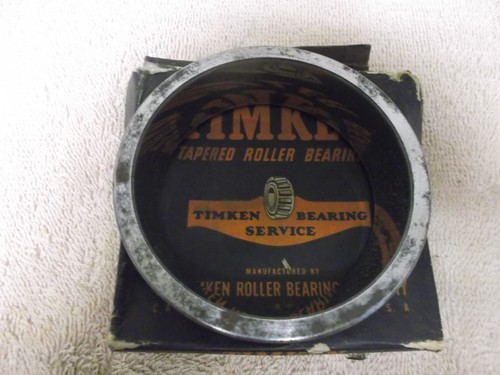 TIMKE
TAPERED ROLLER BEARIN
TIMKEN BEARING
SERVICE
MANUFACTURED BY
KEN ROLLER BEARING
S.A.